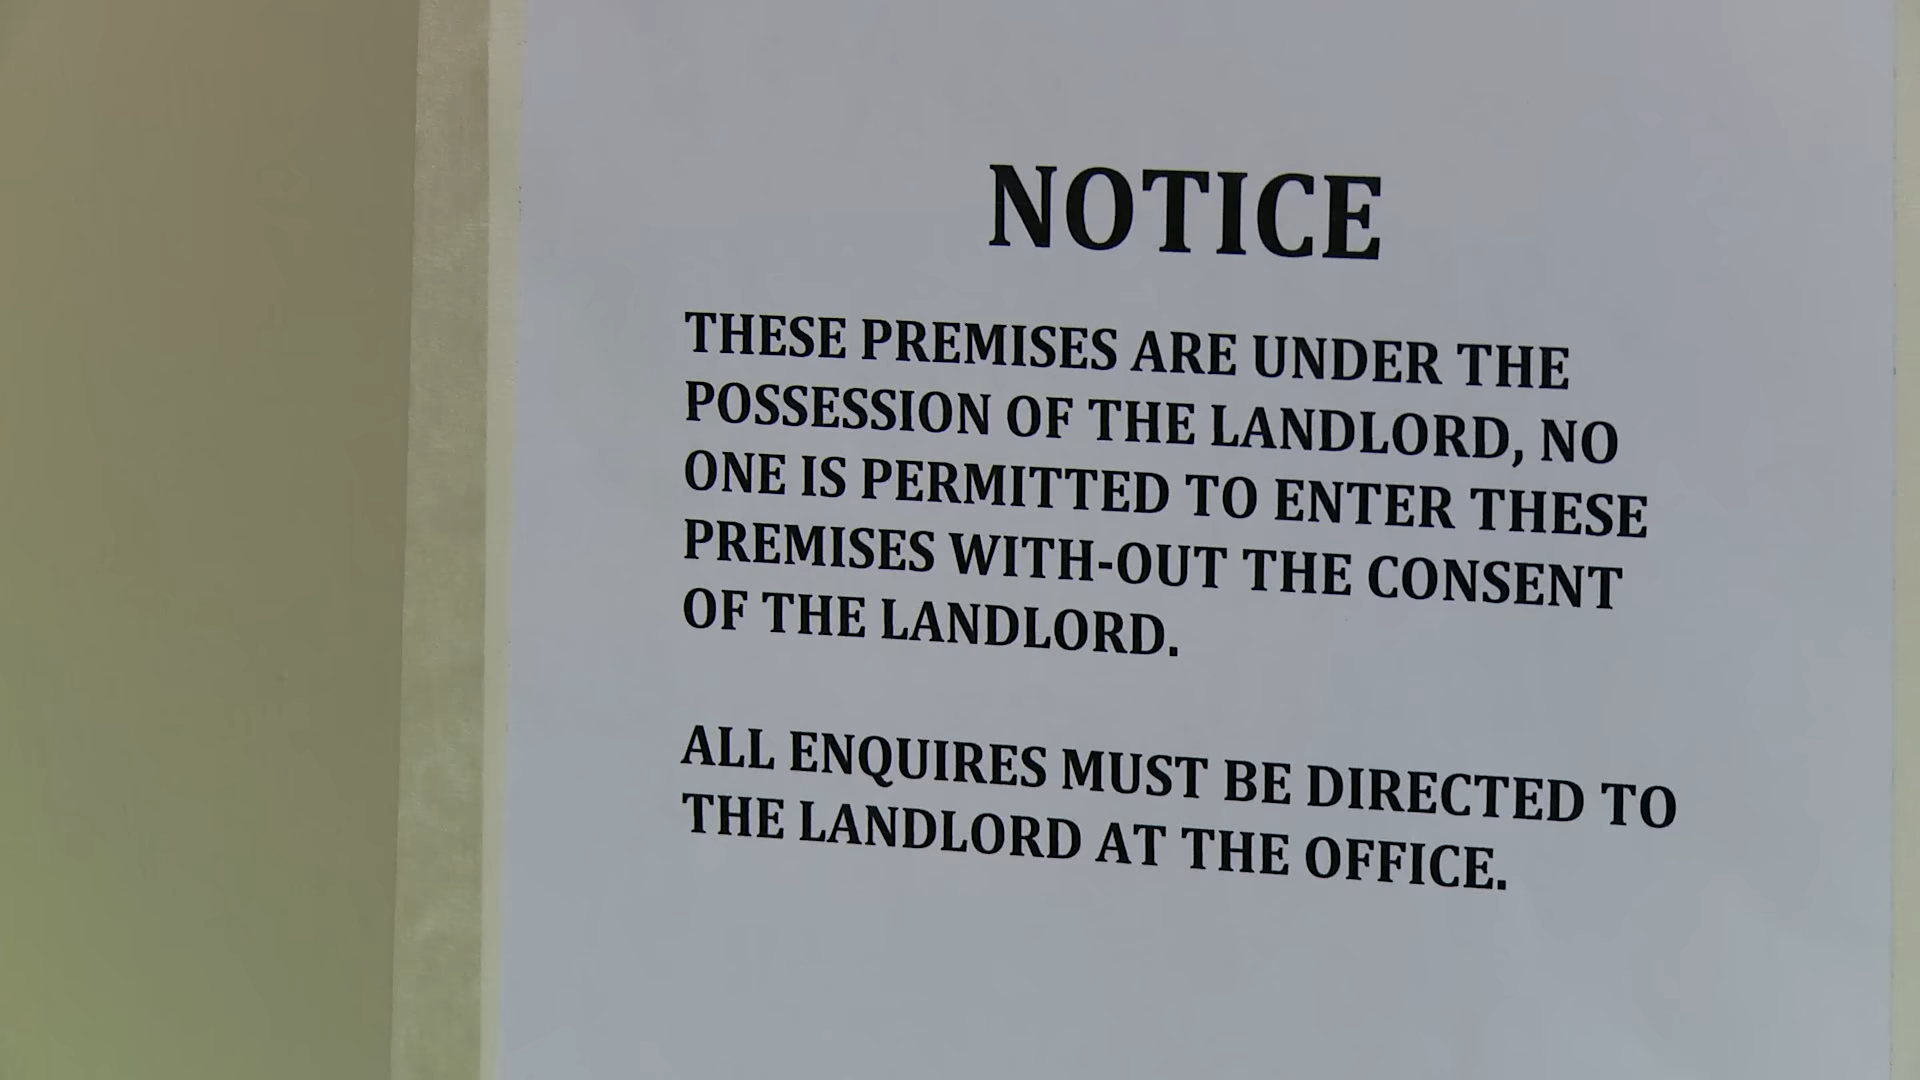 NOTICE
THESE PREMISES ARE UNDER THE
POSSESSION OF THE LANDLORD, NO
ONE IS PERMITTED TO ENTER THESE
PREMISES WITH-OUT THE CONSENT
OF THE LANDLORD.
ALL ENQUIRES MUST BE DIRECTED TO
THE LANDLORD AT THE OFFICE.